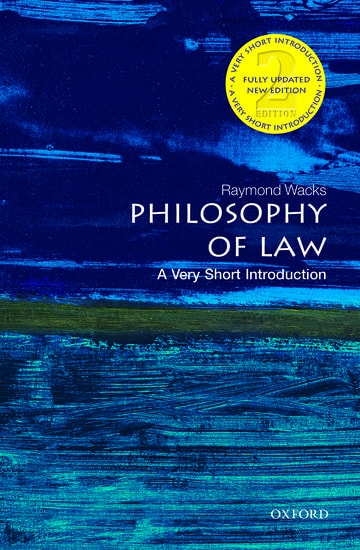 · A VERY SHORT INTRODUCTION ·
2
FULLY UPDATED
NEW EDITION
EDITION
A VERY SHORT INTRODUCTION
Raymond Wacks
PHILOSOPHY
OF LAW
A Very Short Introduction
OXFORD